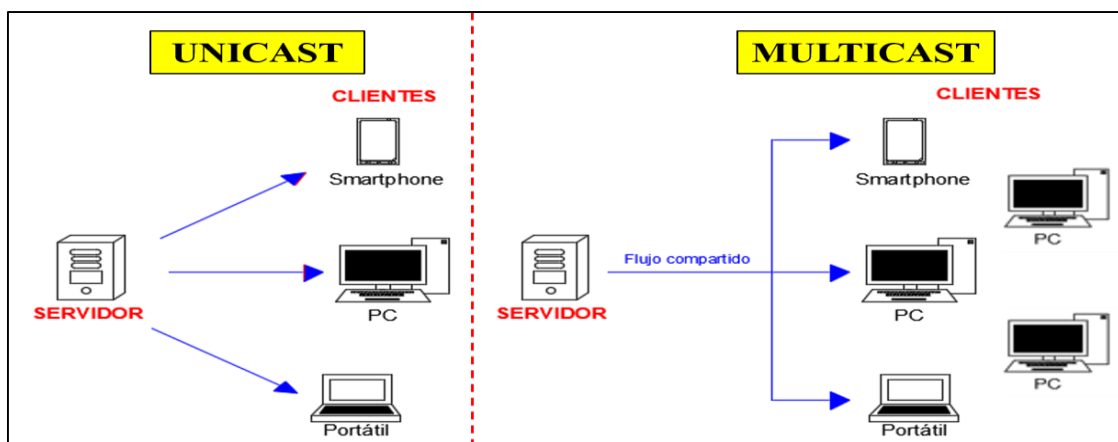 UNICAST
CLIENTES
Smartphone
SERVIDOR
PC
Portátil
MULTICAST
CLIENTES
Smartphone
PC
Flujo compartido
SERVIDOR
PC
PC
Portátil